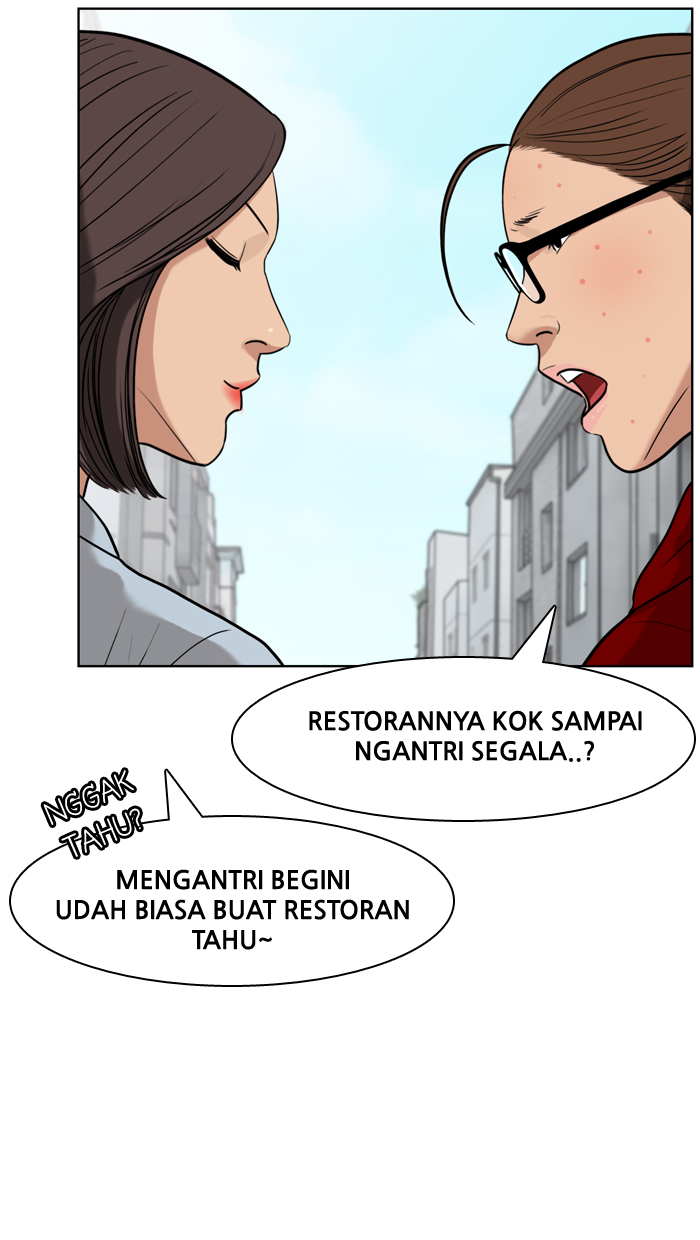 RESTORANNYA KOK SAMPAI
NGANTRI SEGALA..?
NGGAK
TAHU?
MENGANTRI BEGINI
UDAH BIASA BUAT RESTORAN
TAHU~